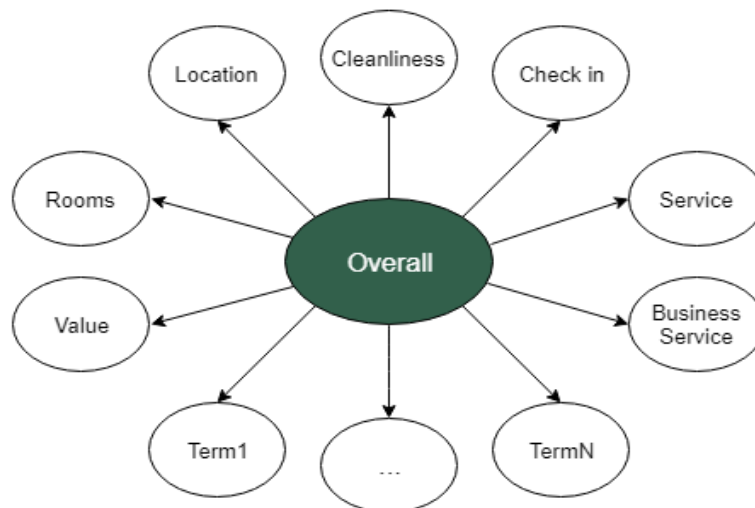 Cleanliness
Location
Check in
Rooms
Service
Overall
Value
Business
Service
Term1
...
TermN